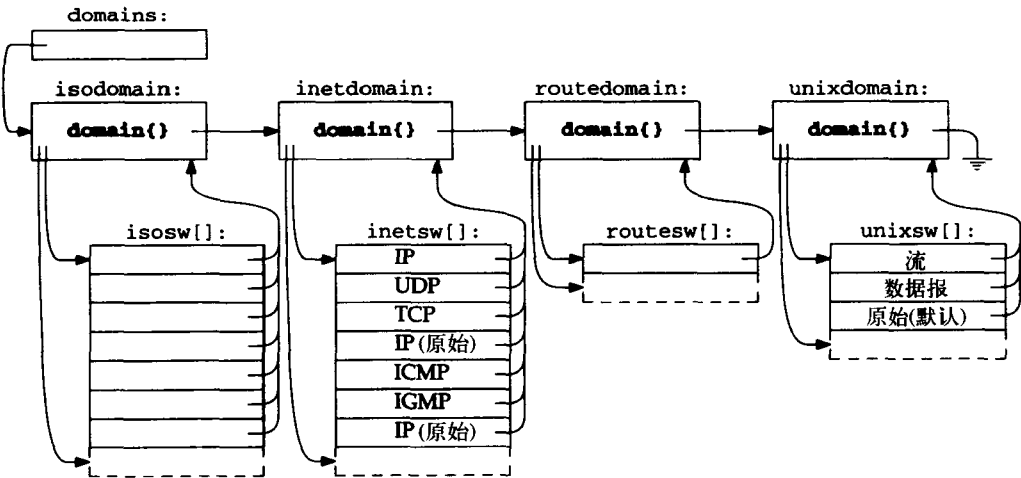 domains:
isodomain: inetdomain: routedomain: unixdomain:
domain{} domain{} domain{} domain{}
isosw[]: inetsw[]: routesw[]: unixsw[]:
IP 流
UDP 数据报
TCP 原始(默认)
IP(原始)
ICMP
IGMP
IP(原始)